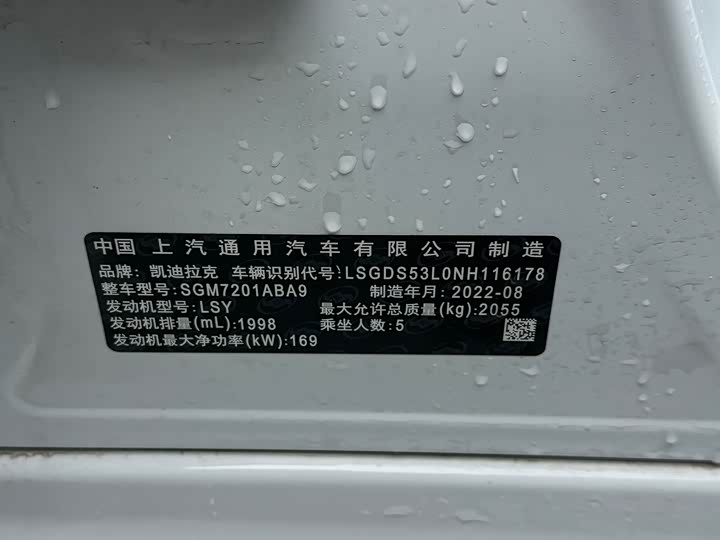 中国 上汽通用汽车有限公司制造
品牌: 凯迪拉克 车辆识别代号:LSGDS53L0NH116178
整车型号:SGM7201ABA9 制造年月:2022-08
发动机型号:LSY 最大允许总质量(kg):2055
发动机排量(mL):1998 乘坐人数:5
发动机最大净功率(kW):169